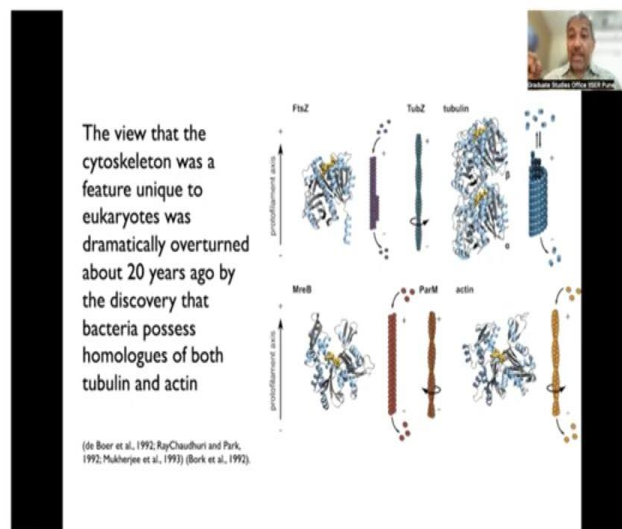 Graduate Studies Office IISER Pune
FtsZ TubZ tubulin
The view that the
cytoskeleton was a
feature unique to
eukaryotes was
dramatically overturned
about 20 years ago by
the discovery that
bacteria possess
homologues of both
tubulin and actin
+
protofilament axis
-
+
-
+
-
β
α
+
-
MreB ParM actin
+
protofilament axis
-
+
-
+
-
+
-
(de Boer et al., 1992; RayChaudhuri and Park,
1992; Mukherjee et al., 1993) (Bork et al., 1992).